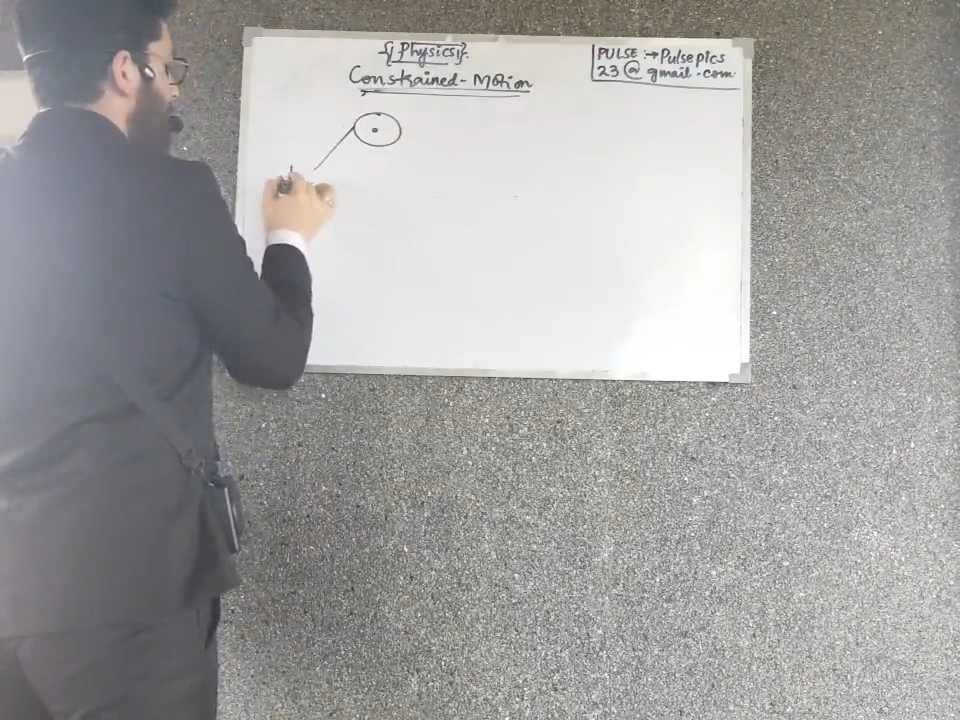 {Physics}.
Constrained-Motion
PULSE :→ Pulsepics
23@gmail.com.